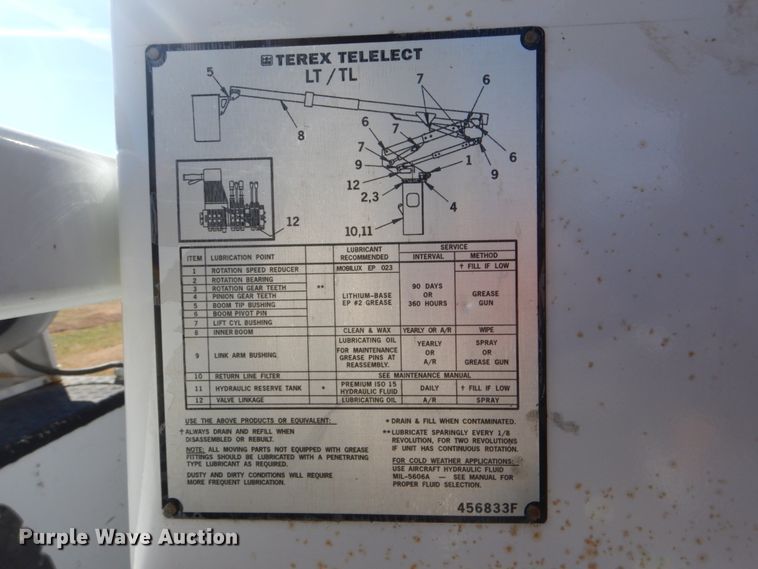 TEREX TELELECT
LT/TL
5
7
6
8
6
7
7
6
9
1
9
12
2,3
4
10,11
12
ITEM LUBRICATION POINT LUBRICANT RECOMMENDED SERVICE INTERVAL METHOD
1 ROTATION SPEED REDUCER MOBILUX EP 023 † FILL IF LOW
2 ROTATION BEARING
3 ROTATION GEAR TEETH **
4 PINION GEAR TEETH
5 BOOM TIP BUSHING
6 BOOM PIVOT PIN
7 LIFT CYL BUSHING
LITHIUM-BASE
EP #2 GREASE
90 DAYS
OR
360 HOURS
GREASE
GUN
8 INNER BOOM CLEAN & WAX YEARLY OR A/R WIPE
9 LINK ARM BUSHING
LUBRICATING OIL
FOR MAINTENANCE
GREASE PINS AT
REASSEMBLY.
YEARLY
OR
A/R
SPRAY
OR
GREASE GUN
10 RETURN LINE FILTER SEE MAINTENANCE MANUAL
11 HYDRAULIC RESERVE TANK * PREMIUM ISO 15
HYDRAULIC FLUID DAILY † FILL IF LOW
12 VALVE LINKAGE LUBRICATING OIL A/R SPRAY
USE THE ABOVE PRODUCTS OR EQUIVALENT:
† ALWAYS DRAIN AND REFILL WHEN
DISASSEMBLED OR REBUILT.
NOTE: ALL MOVING PARTS NOT EQUIPPED WITH GREASE
FITTINGS SHOULD BE LUBRICATED WITH A PENETRATING
TYPE LUBRICANT AS REQUIRED.
DUSTY AND DIRTY CONDITIONS WILL REQUIRE
MORE FREQUENT LUBRICATION.
* DRAIN & FILL WHEN CONTAMINATED.
** LUBRICATE SPARINGLY EVERY 1/8
REVOLUTION, FOR TWO REVOLUTIONS
IF UNIT HAS CONTINUOUS ROTATION.
FOR COLD WEATHER APPLICATIONS:
USE AIRCRAFT HYDRAULIC FLUID
MIL-5606A — SEE MANUAL FOR
PROPER FLUID SELECTION.
456833F
Purple Wave Auction